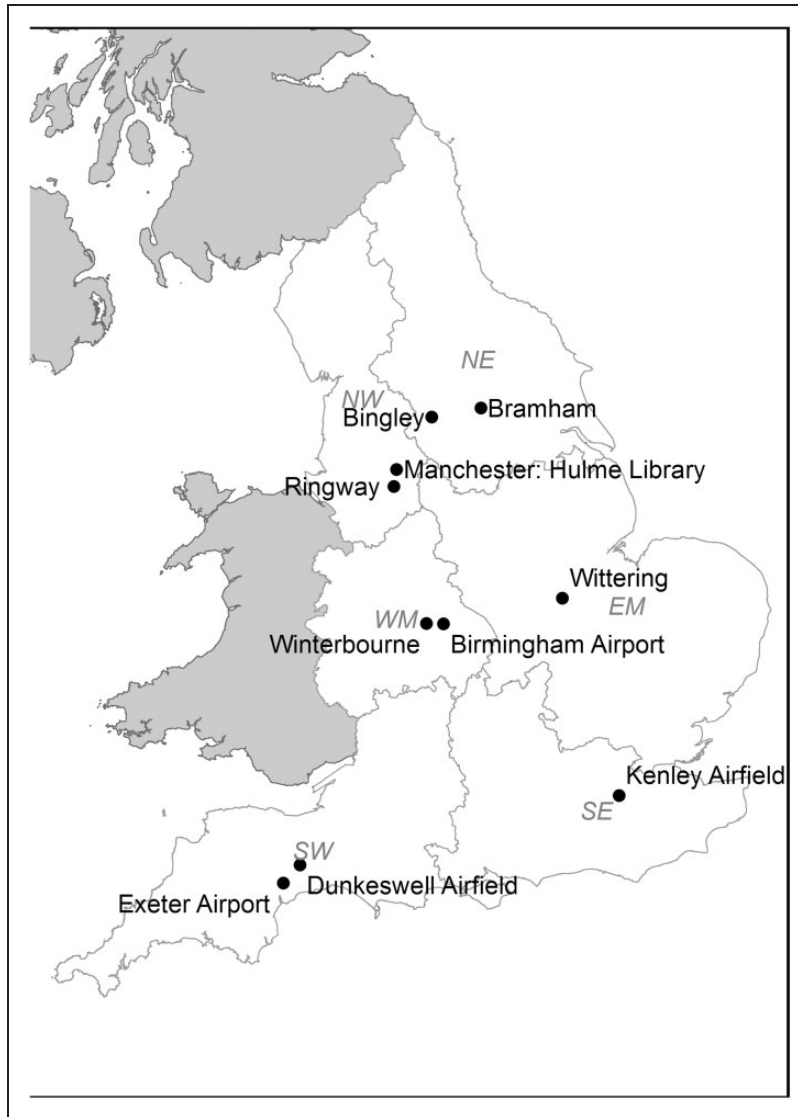 NE
NW
Bingley
Bramham
Manchester: Hulme Library
Ringway
Wittering
EM
WM
Winterbourne
Birmingham Airport
Kenley Airfield
SE
SW
Dunkeswell Airfield
Exeter Airport